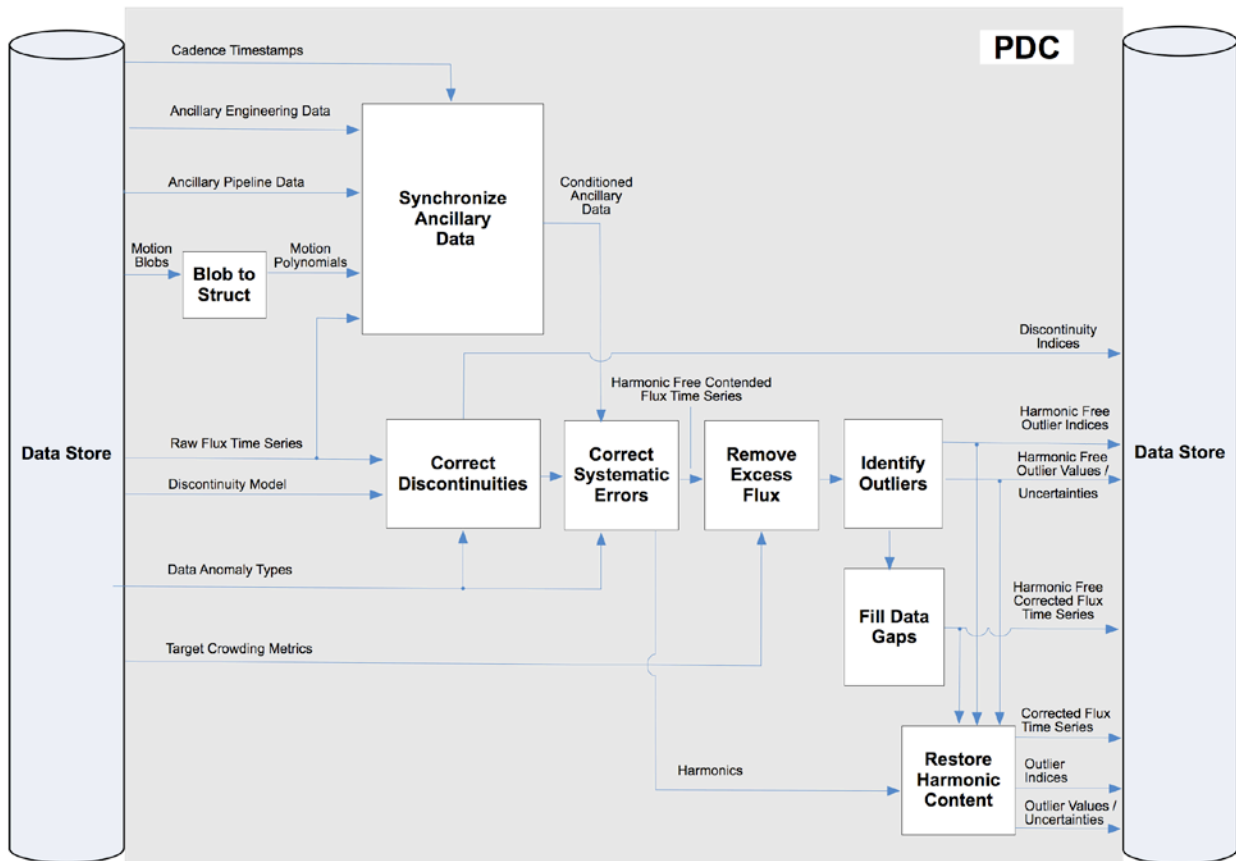 PDC
Cadence Timestamps
Ancillary Engineering Data
Ancillary Pipeline Data
Synchronize
Ancillary
Data
Conditioned
Ancillary
Data
Motion
Blobs
Blob to
Struct
Motion
Polynomials
Discontinuity
Indices
Harmonic Free Contended
Flux Time Series
Data Store
Raw Flux Time Series
Discontinuity Model
Correct
Discontinuities
Correct
Systematic
Errors
Remove
Excess
Flux
Identify
Outliers
Harmonic Free
Outlier Indices
Harmonic Free
Outlier Values /
Uncertainties
Data Store
Data Anomaly Types
Fill Data
Gaps
Harmonic Free
Corrected Flux
Time Series
Target Crowding Metrics
Harmonics
Restore
Harmonic
Content
Corrected Flux
Time Series
Outlier
Indices
Outlier Values /
Uncertainties